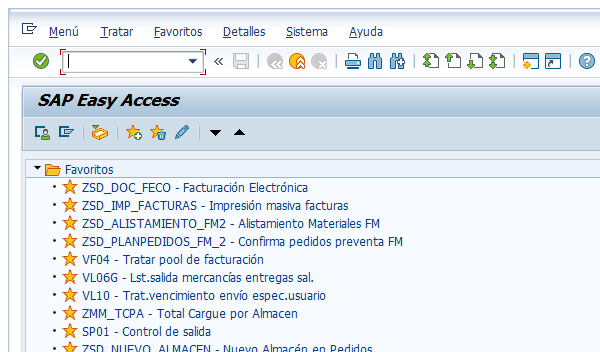 Menú Tratar Favoritos Detalles Sistema Ayuda
SAP Easy Access
Favoritos
ZSD_DOC_FECO - Facturación Electrónica
ZSD_IMP_FACTURAS - Impresión masiva facturas
ZSD_ALISTAMIENTO_FM2 - Alistamiento Materiales FM
ZSD_PLANPEDIDOS_FM_2 - Confirma pedidos preventa FM
VF04 - Tratar pool de facturación
VL06G - Lst.salida mercancías entregas sal.
VL10 - Trat.vencimiento envío espec.usuario
ZMM_TCPA - Total Cargue por Almacen
SP01 - Control de salida
ZSD_NUEVO_ALMACEN - Nuevo Almacén en Pedidos